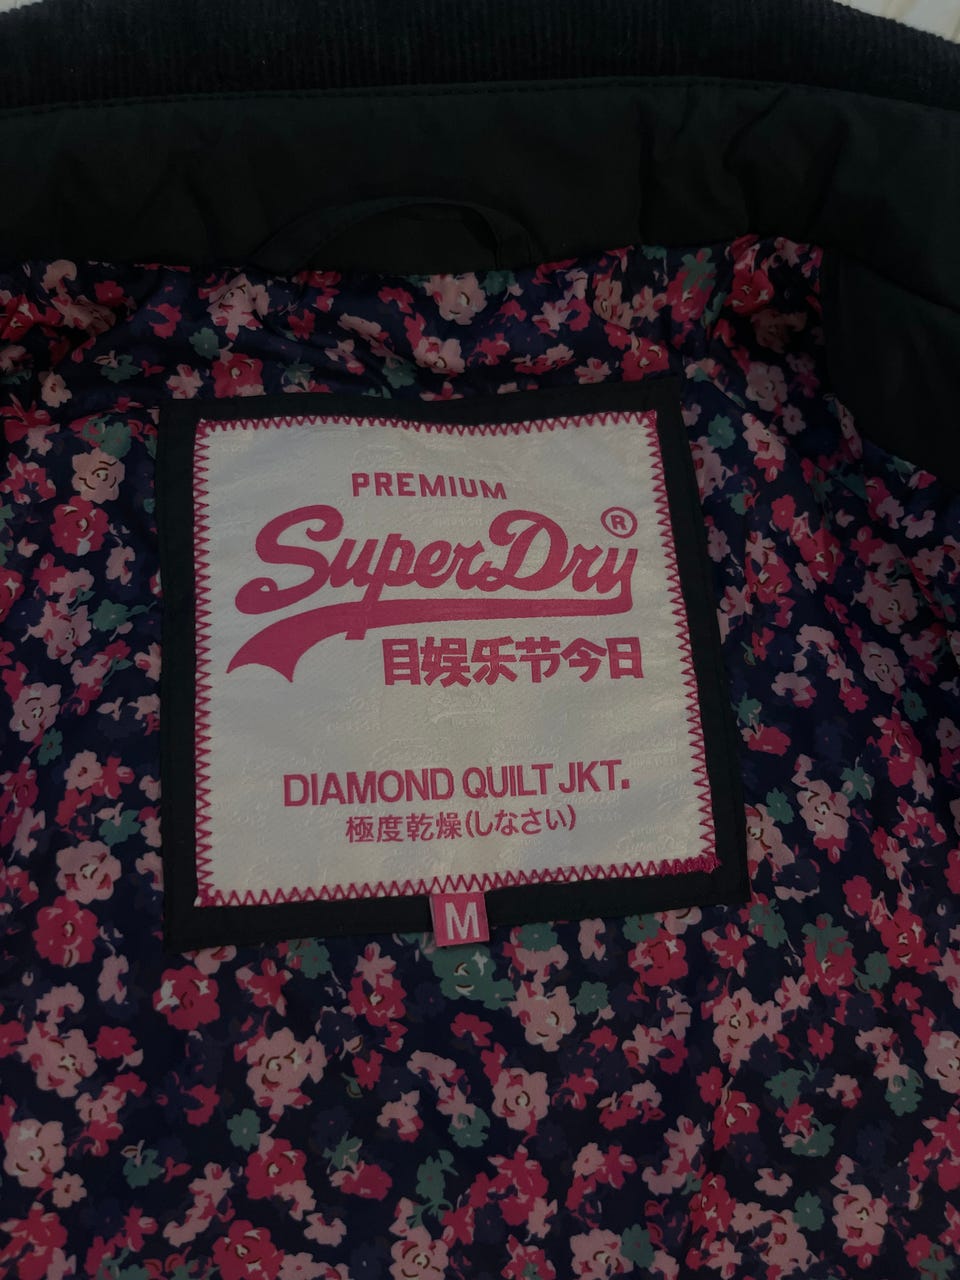 PREMIUM
SuperDry®
目娱乐节今日
DIAMOND QUILT JKT.
極度乾燥(しなさい)
M